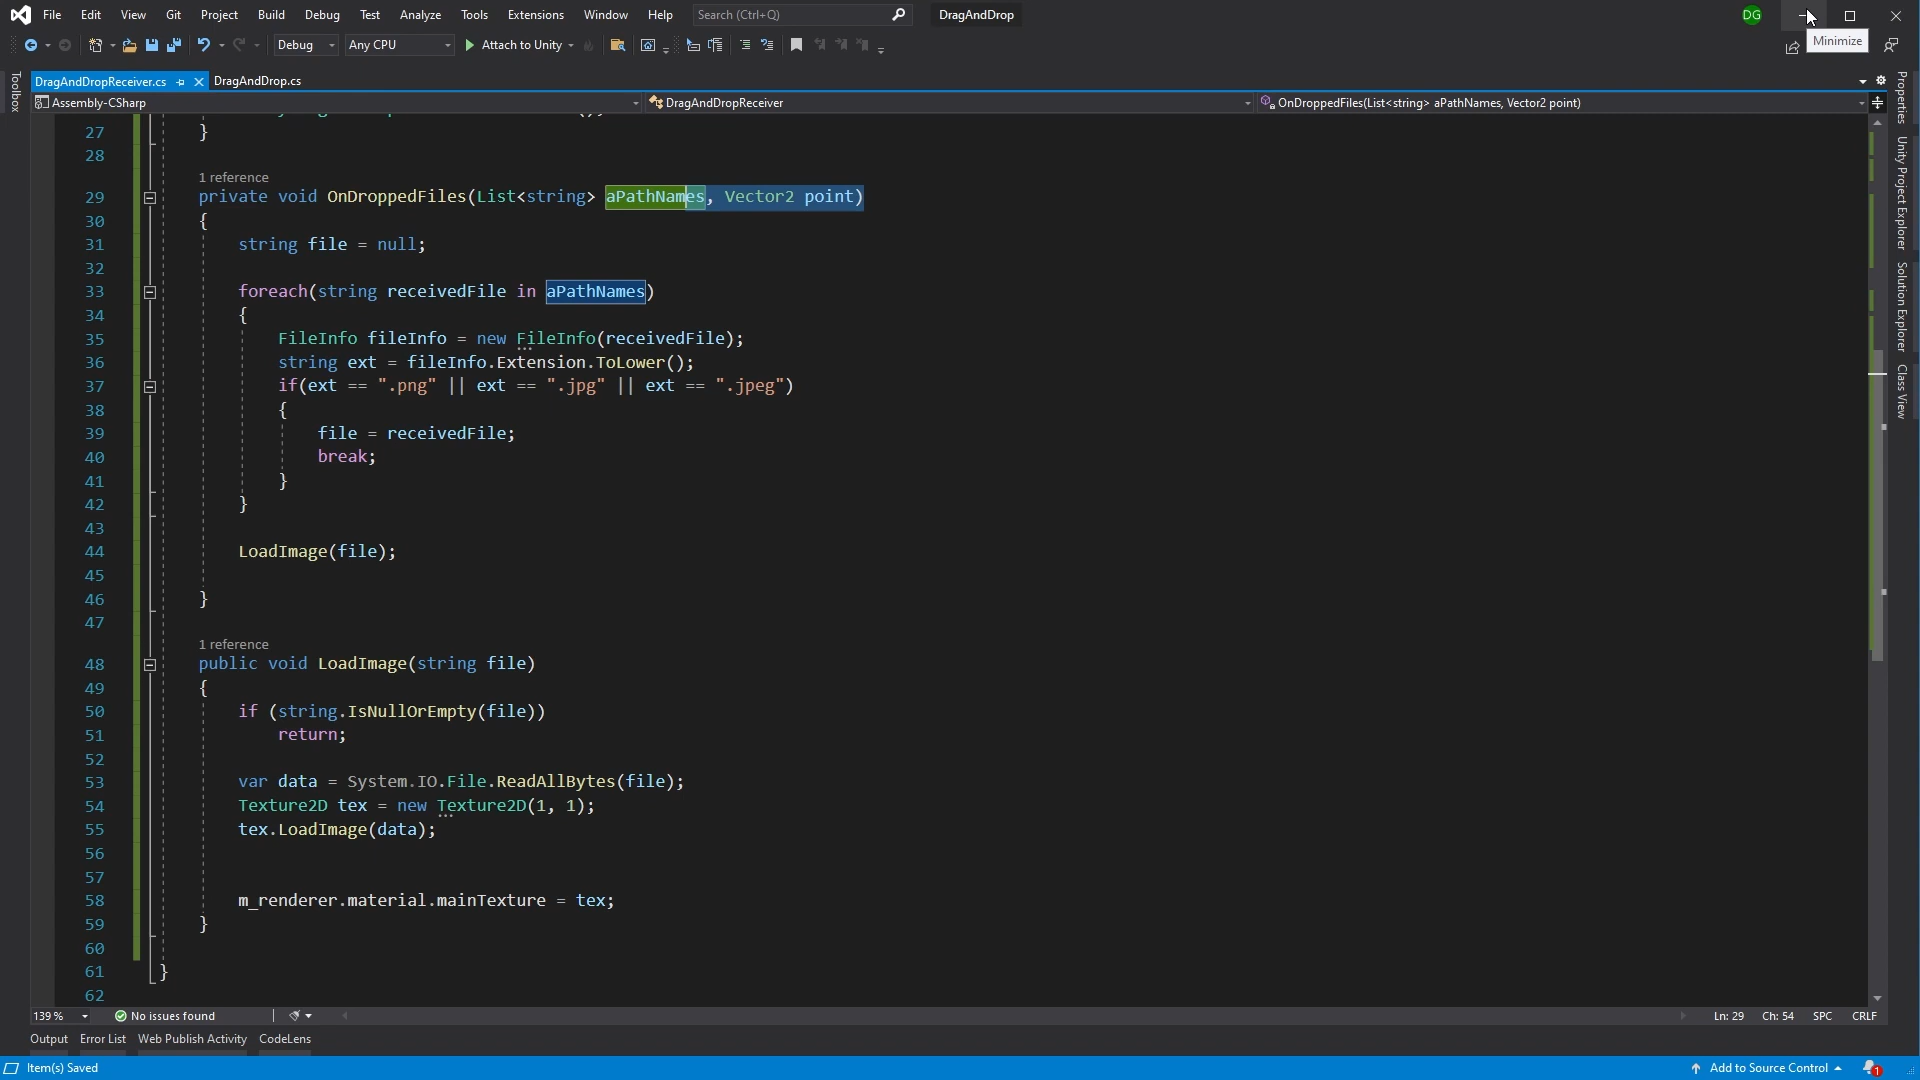 File Edit View Git Project Build Debug Test Analyze Tools Extensions Window Help Search (Ctrl+Q) DragAndDrop DG
Debug Any CPU Attach to Unity Minimize
DragAndDropReceiver.cs DragAndDrop.cs
Assembly-CSharp DragAndDropReceiver OnDroppedFiles(List<string> aPathNames, Vector2 point)
27 }
28
1 reference
29 private void OnDroppedFiles(List<string> aPathNames, Vector2 point)
30 {
31 string file = null;
32
33 foreach(string receivedFile in aPathNames)
34 {
35 FileInfo fileInfo = new FileInfo(receivedFile);
36 string ext = fileInfo.Extension.ToLower();
37 if(ext == ".png" || ext == ".jpg" || ext == ".jpeg")
38 {
39 file = receivedFile;
40 break;
41 }
42 }
43
44 LoadImage(file);
45
46 }
47
1 reference
48 public void LoadImage(string file)
49 {
50 if (string.IsNullOrEmpty(file))
51 return;
52
53 var data = System.IO.File.ReadAllBytes(file);
54 Texture2D tex = new Texture2D(1, 1);
55 tex.LoadImage(data);
56
57
58 m_renderer.material.mainTexture = tex;
59 }
60
61 }
62
139 % No issues found Ln: 29 Ch: 54 SPC CRLF
Output Error List Web Publish Activity CodeLens
Item(s) Saved Add to Source Control 1
Toolbox
Properties
Unity Project Explorer
Solution Explorer
Class View